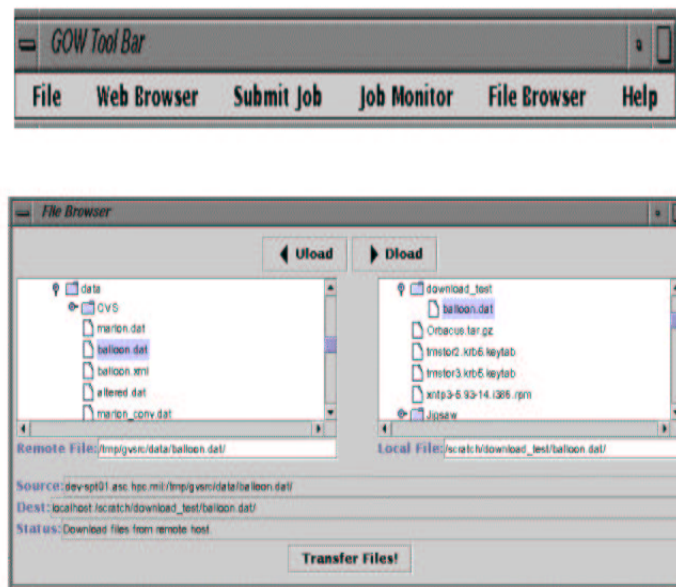 GOW Tool Bar
File Web Browser Submit Job Job Monitor File Browser Help
File Browser
Uload Dload
data
CVS
marlon.dat
balloon.dat
balloon.xml
altered.dat
marlon_conv.dat
download_test
balloon.dat
Orbacus.tar.gz
tmstor2.krb5.keytab
tmstor3.krb5.keytab
xntp3-5.93-14.i386.rpm
Jigsaw
Remote File: /tmp/gvsrc/data/balloon.dat/
Local File: /scratch/download_test/balloon.dat/
Source: dev-spt01.asc.hpc.mil:/tmp/gvsrc/data/balloon.dat/
Dest: localhost:/scratch/download_test/balloon.dat/
Status: Download files from remote host.
Transfer Files!